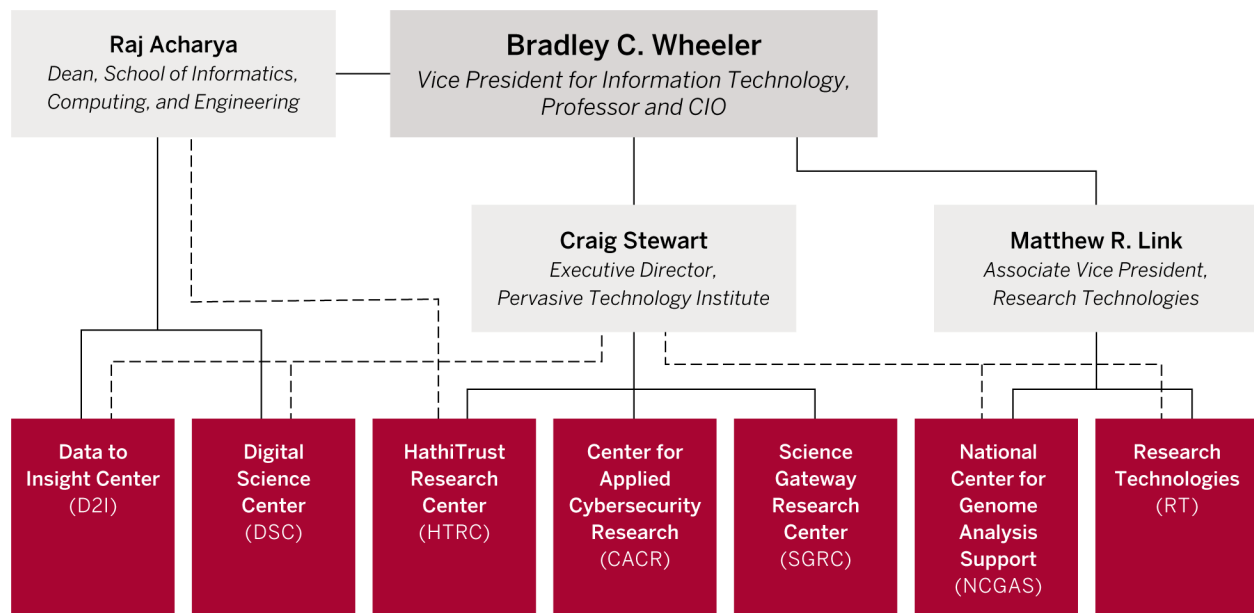 Raj Acharya
Dean, School of Informatics,
Computing, and Engineering
Bradley C. Wheeler
Vice President for Information Technology,
Professor and CIO
Craig Stewart
Executive Director,
Pervasive Technology Institute
Matthew R. Link
Associate Vice President,
Research Technologies
Data to
Insight Center
(D2I)
Digital
Science
Center
(DSC)
HathiTrust
Research
Center
(HTRC)
Center for
Applied
Cybersecurity
Research
(CACR)
Science
Gateway
Research
Center
(SGRC)
National
Center for
Genome
Analysis
Support
(NCGAS)
Research
Technologies
(RT)